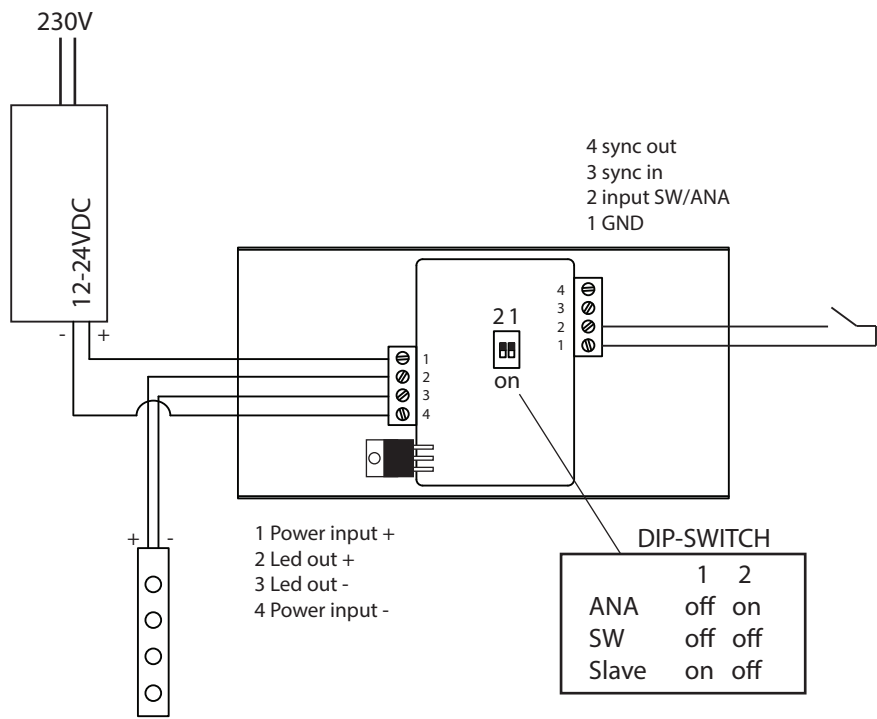 230V
12-24VDC
- +
4 sync out
3 sync in
2 input SW/ANA
1 GND
4
3
2
1
2 1
on
1
2
3
4
+ -
1 Power input +
2 Led out +
3 Led out -
4 Power input -
DIP-SWITCH
1 2
ANA off on
SW off off
Slave on off